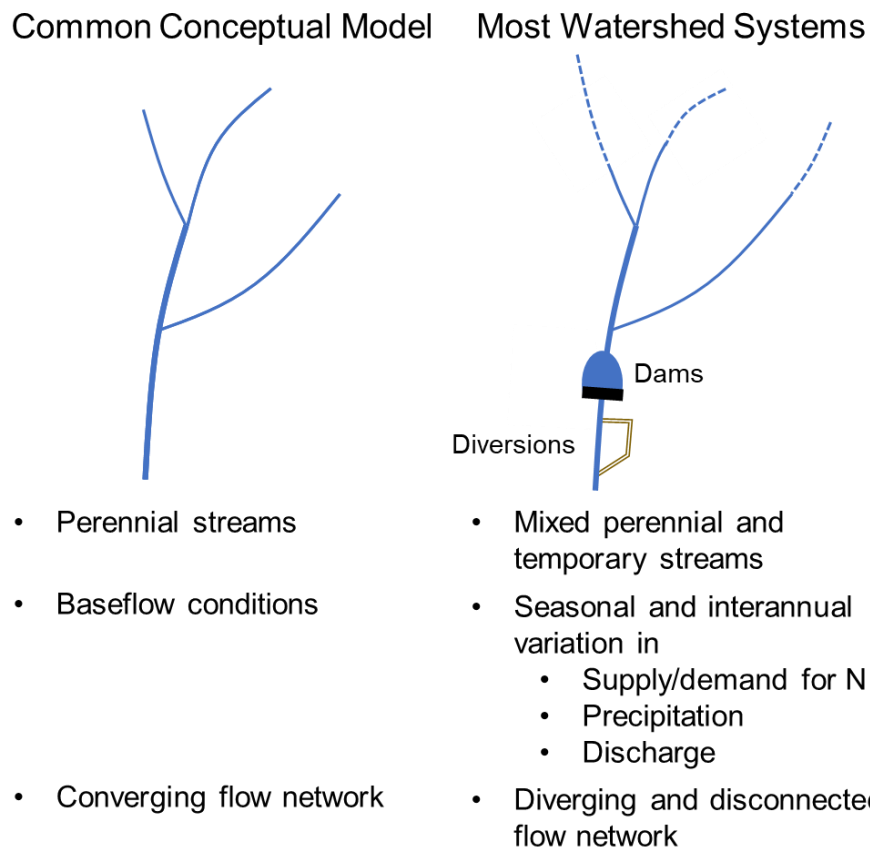 Common Conceptual Model
Most Watershed Systems
Dams
Diversions
• Perennial streams
• Baseflow conditions
• Converging flow network
• Mixed perennial and
temporary streams
• Seasonal and interannual
variation in
• Supply/demand for N
• Precipitation
• Discharge
• Diverging and disconnected
flow network